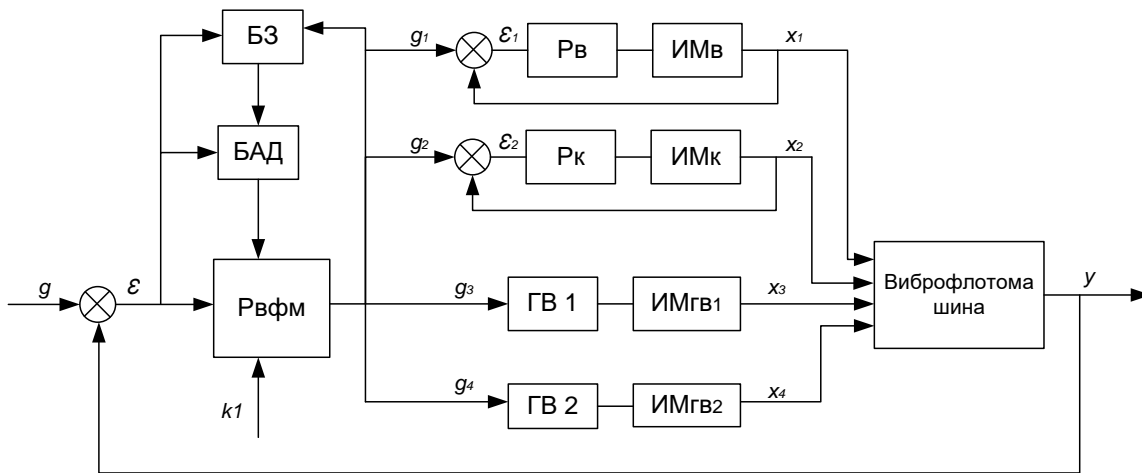 БЗ
g1
ε1
Рв
ИМв
x1
БАД
g2
ε2
Рк
ИМк
x2
g
ε
Рвфм
g3
ГВ 1
ИМгв1
x3
Виброфлотома
шина
y
k1
g4
ГВ 2
ИМгв2
x4